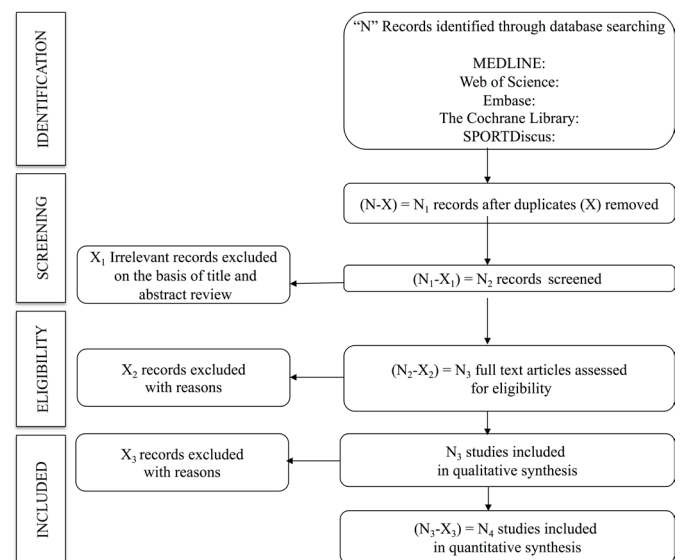 IDENTIFICATION
“N” Records identified through database searching
MEDLINE:
Web of Science:
Embase:
The Cochrane Library:
SPORTDiscus:
SCREENING
(N-X) = N₁ records after duplicates (X) removed
X₁ Irrelevant records excluded
on the basis of title and
abstract review
(N₁-X₁) = N₂ records screened
ELIGIBILITY
X₂ records excluded
with reasons
(N₂-X₂) = N₃ full text articles assessed
for eligibility
INCLUDED
X₃ records excluded
with reasons
N₃ studies included
in qualitative synthesis
(N₃-X₃) = N₄ studies included
in quantitative synthesis